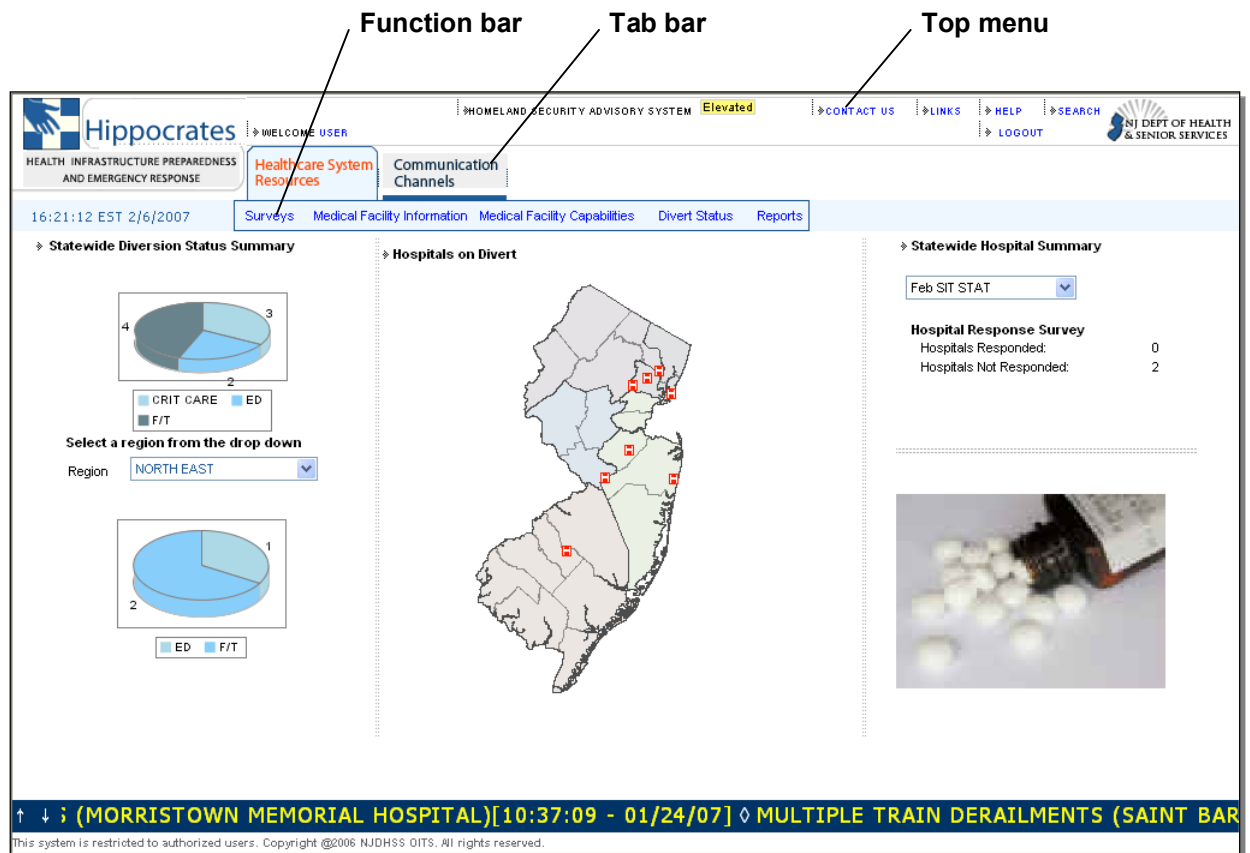 Function bar Tab bar Top menu
HOMELAND SECURITY ADVISORY SYSTEM Elevated CONTACT US LINKS HELP SEARCH
Hippocrates WELCOME USER LOGOUT
NJ DEPT OF HEALTH
& SENIOR SERVICES
HEALTH INFRASTRUCTURE PREPAREDNESS
AND EMERGENCY RESPONSE
Healthcare System
Resources
Communication
Channels
16:21:12 EST 2/6/2007 Surveys Medical Facility Information Medical Facility Capabilities Divert Status Reports
Statewide Diversion Status Summary
4
3
2
CRIT CARE ED
F/T
Select a region from the drop down
Region NORTH EAST
1
2
ED F/T
Hospitals on Divert
H
H
H
H
H
H
H
H
Statewide Hospital Summary
Feb SIT STAT
Hospital Response Survey
Hospitals Responded: 0
Hospitals Not Responded: 2
(MORRISTOWN MEMORIAL HOSPITAL)[10:37:09 - 01/24/07] ◊ MULTIPLE TRAIN DERAILMENTS (SAINT BAR
This system is restricted to authorized users. Copyright @2006 NJDHSS OITS. All rights reserved.